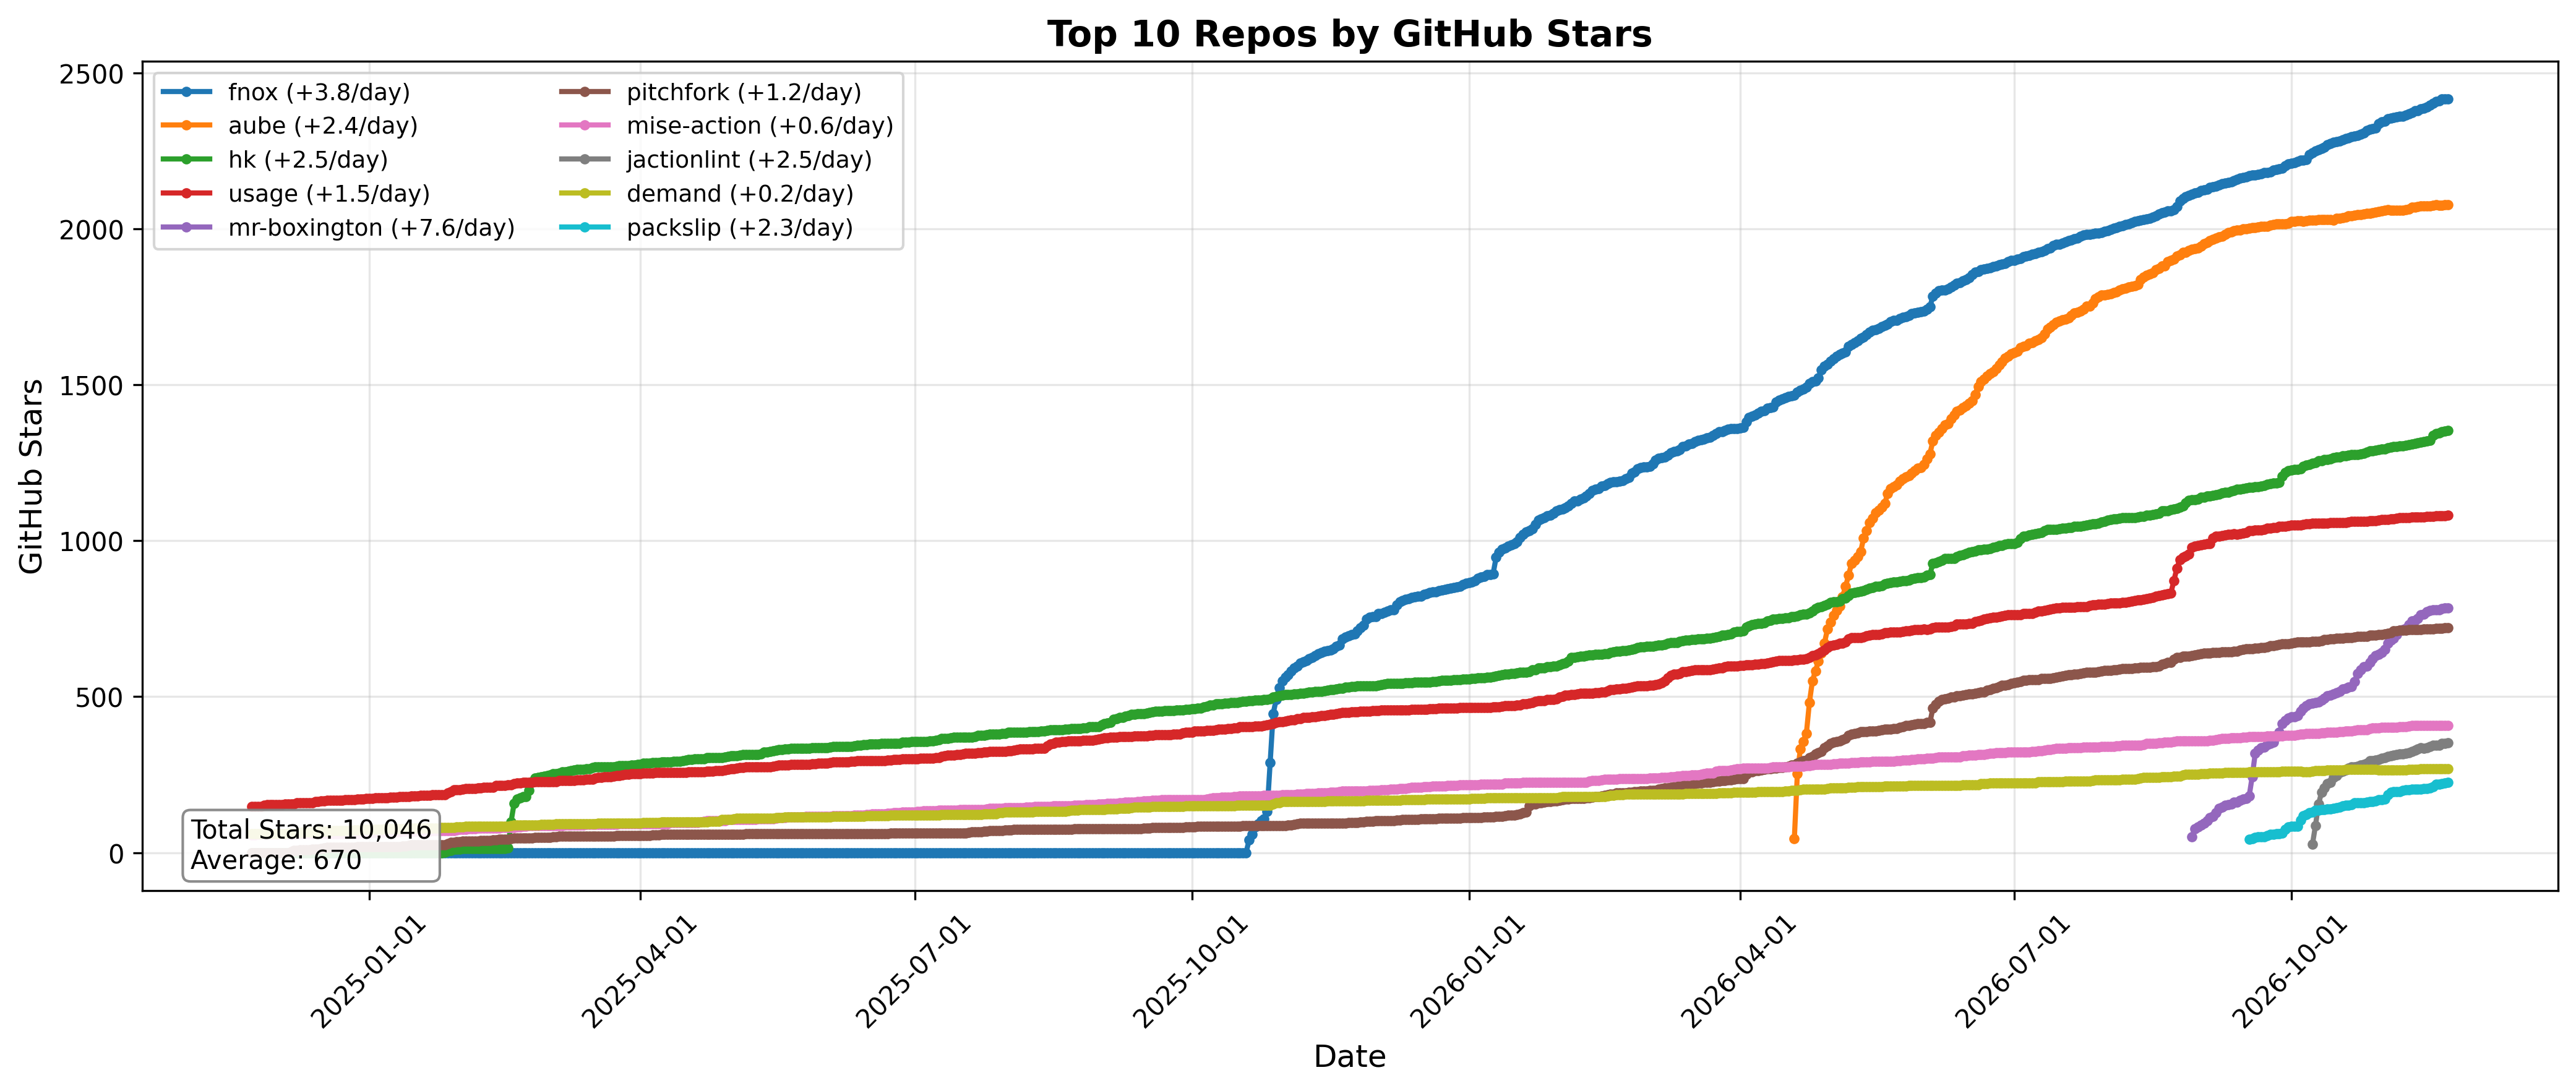 Top 10 Repos by GitHub Stars
2500
2000
1500
1000
500
0
GitHub Stars
fnox (+3.8/day)
aube (+2.4/day)
hk (+2.5/day)
usage (+1.5/day)
mr-boxington (+7.6/day)
pitchfork (+1.2/day)
mise-action (+0.6/day)
jactionlint (+2.5/day)
demand (+0.2/day)
packslip (+2.3/day)
Total Stars: 10,046
Average: 670
2025-01-01
2025-04-01
2025-07-01
2025-10-01
2026-01-01
2026-04-01
2026-07-01
2026-10-01
Date